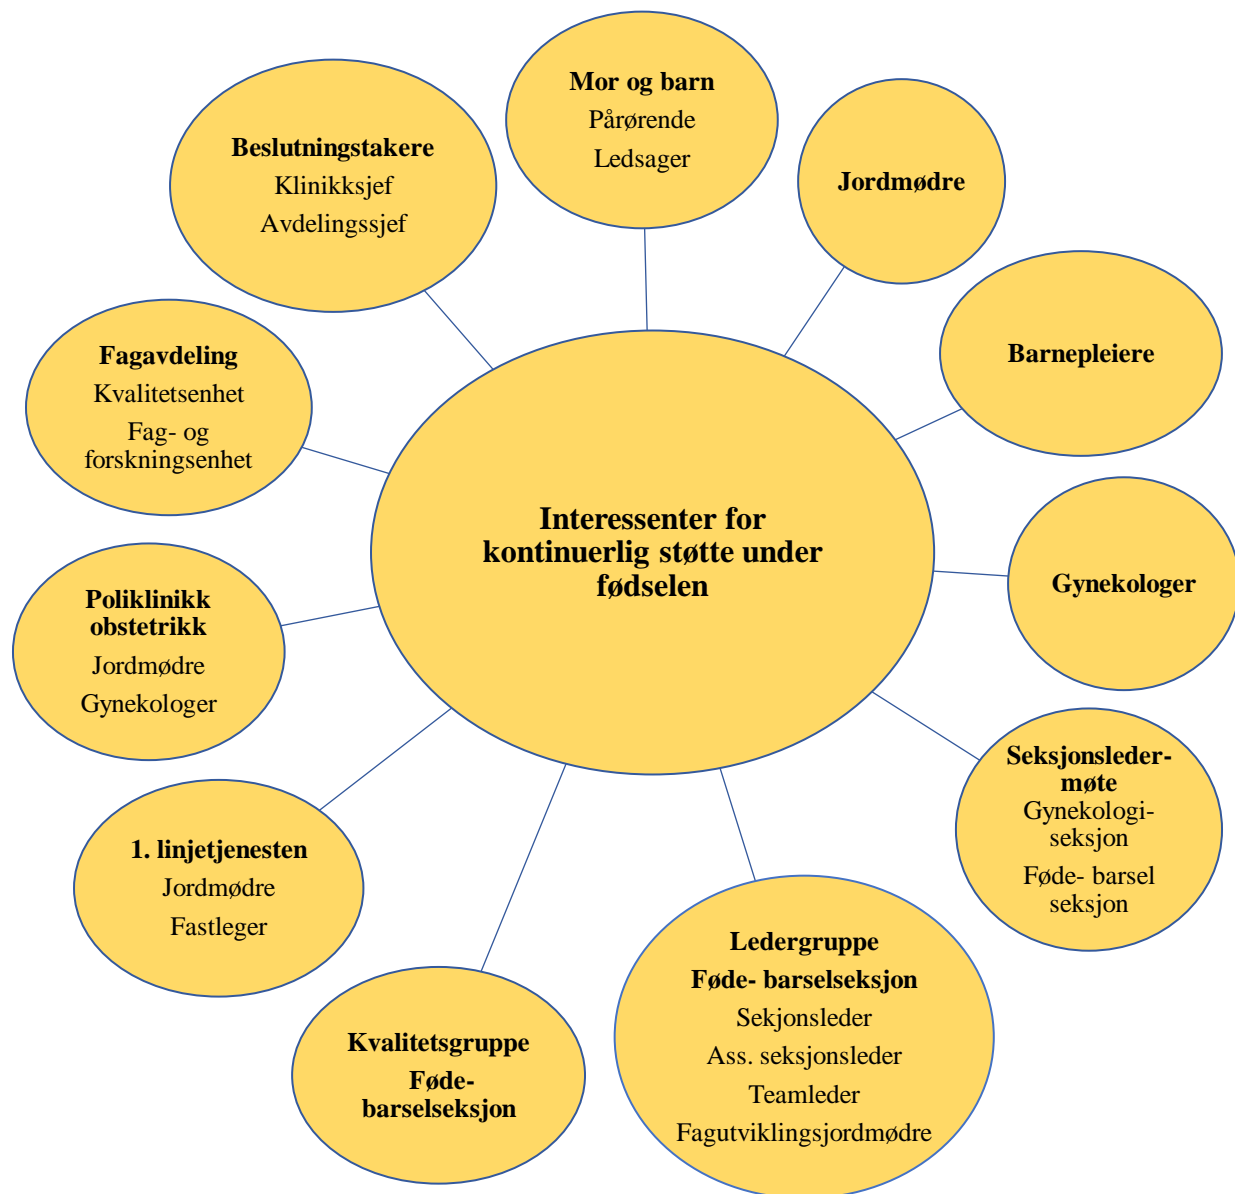 Mor og barn
Pårørende
Ledsager
Jordmødre
Barnepleiere
Gynekologer
Seksjonsleder-
møte
Gynekologi-
seksjon
Føde- barsel
seksjon
Ledergruppe
Føde- barselseksjon
Sekjonsleder
Ass. seksjonsleder
Teamleder
Fagutviklingsjordmødre
Kvalitetsgruppe
Føde-
barselseksjon
1. linjetjenesten
Jordmødre
Fastleger
Poliklinikk
obstetrikk
Jordmødre
Gynekologer
Fagavdeling
Kvalitetsenhet
Fag- og
forskningsenhet
Beslutningstakere
Klinikksjef
Avdelingssjef
Interessenter for
kontinuerlig støtte under
fødselen